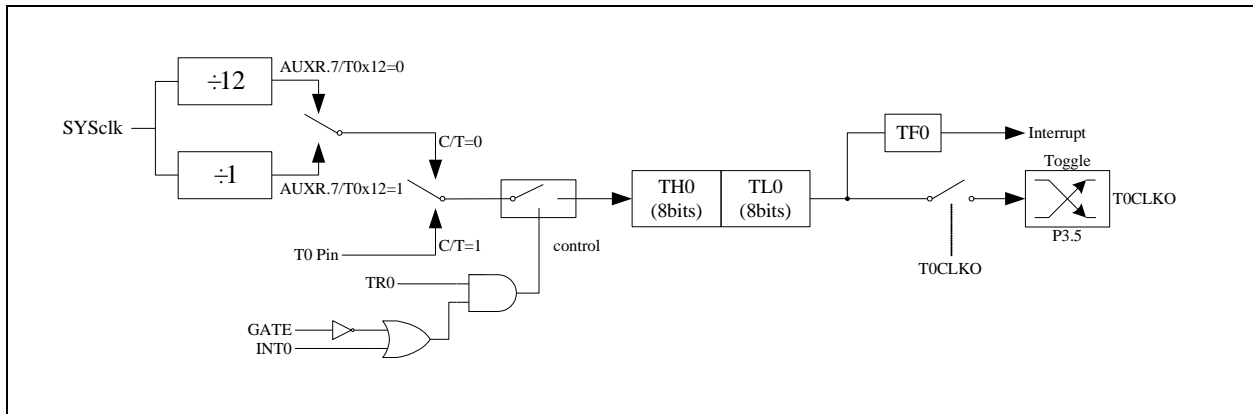 ÷12
AUXR.7/T0x12=0
SYSclk
÷1
AUXR.7/T0x12=1
C/T=0
C/T=1
T0 Pin
control
TR0
GATE
INT0
TH0
(8bits)
TL0
(8bits)
TF0
Interrupt
Toggle
T0CLKO
P3.5
T0CLKO